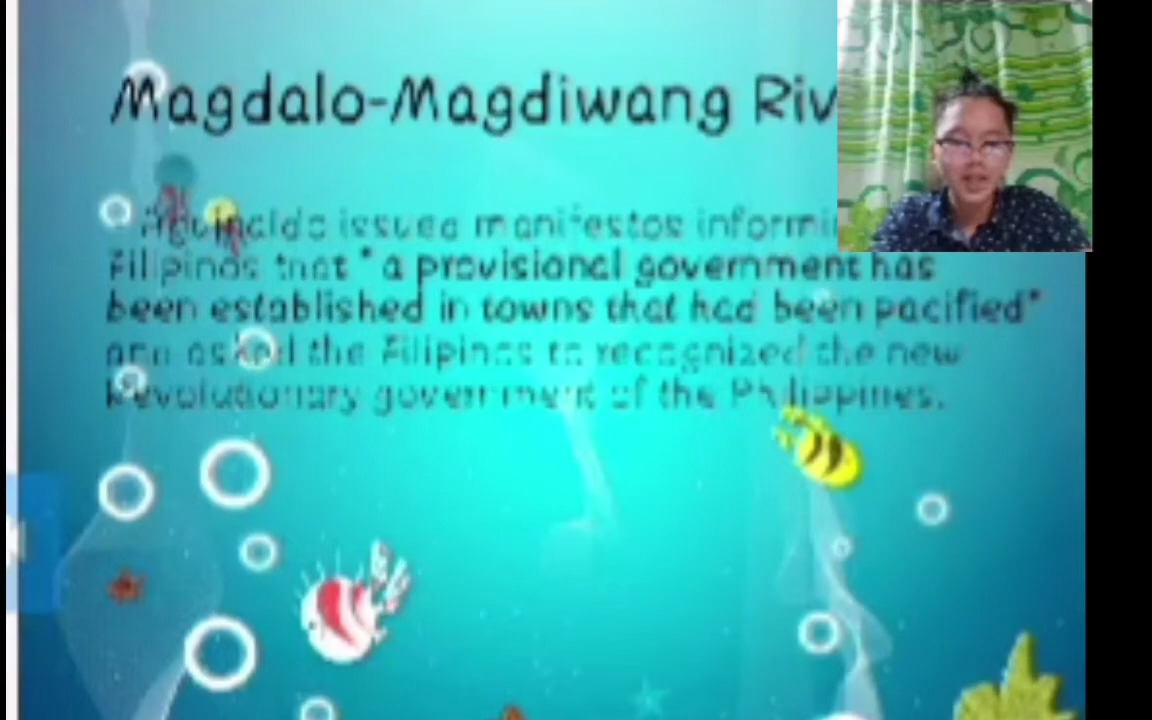 Magdalo-Magdiwang Riv
Aguinaldo issued manifestos informi
Filipinos that "a provisional government has
been established in towns that had been pacified"
and asked the Filipinos to recognized the new
Revolutionary government of the Philippines.